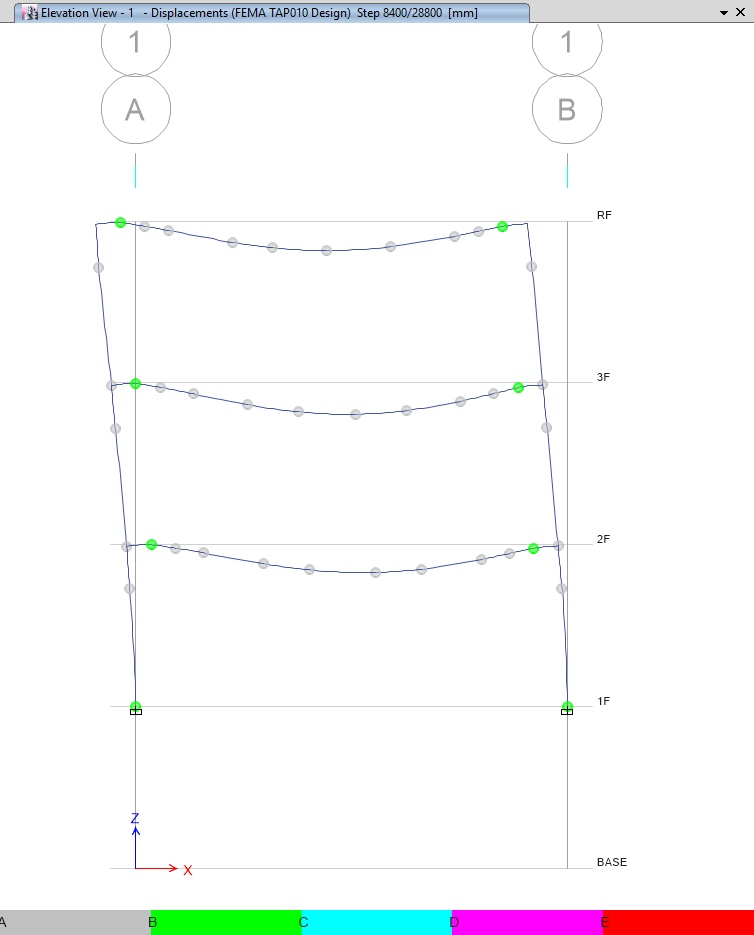 Elevation View - 1 - Displacements (FEMA TAP010 Design) Step 8400/28800 [mm]
1 1
A B
RF
3F
2F
1F
Z
X
BASE
A B C D E